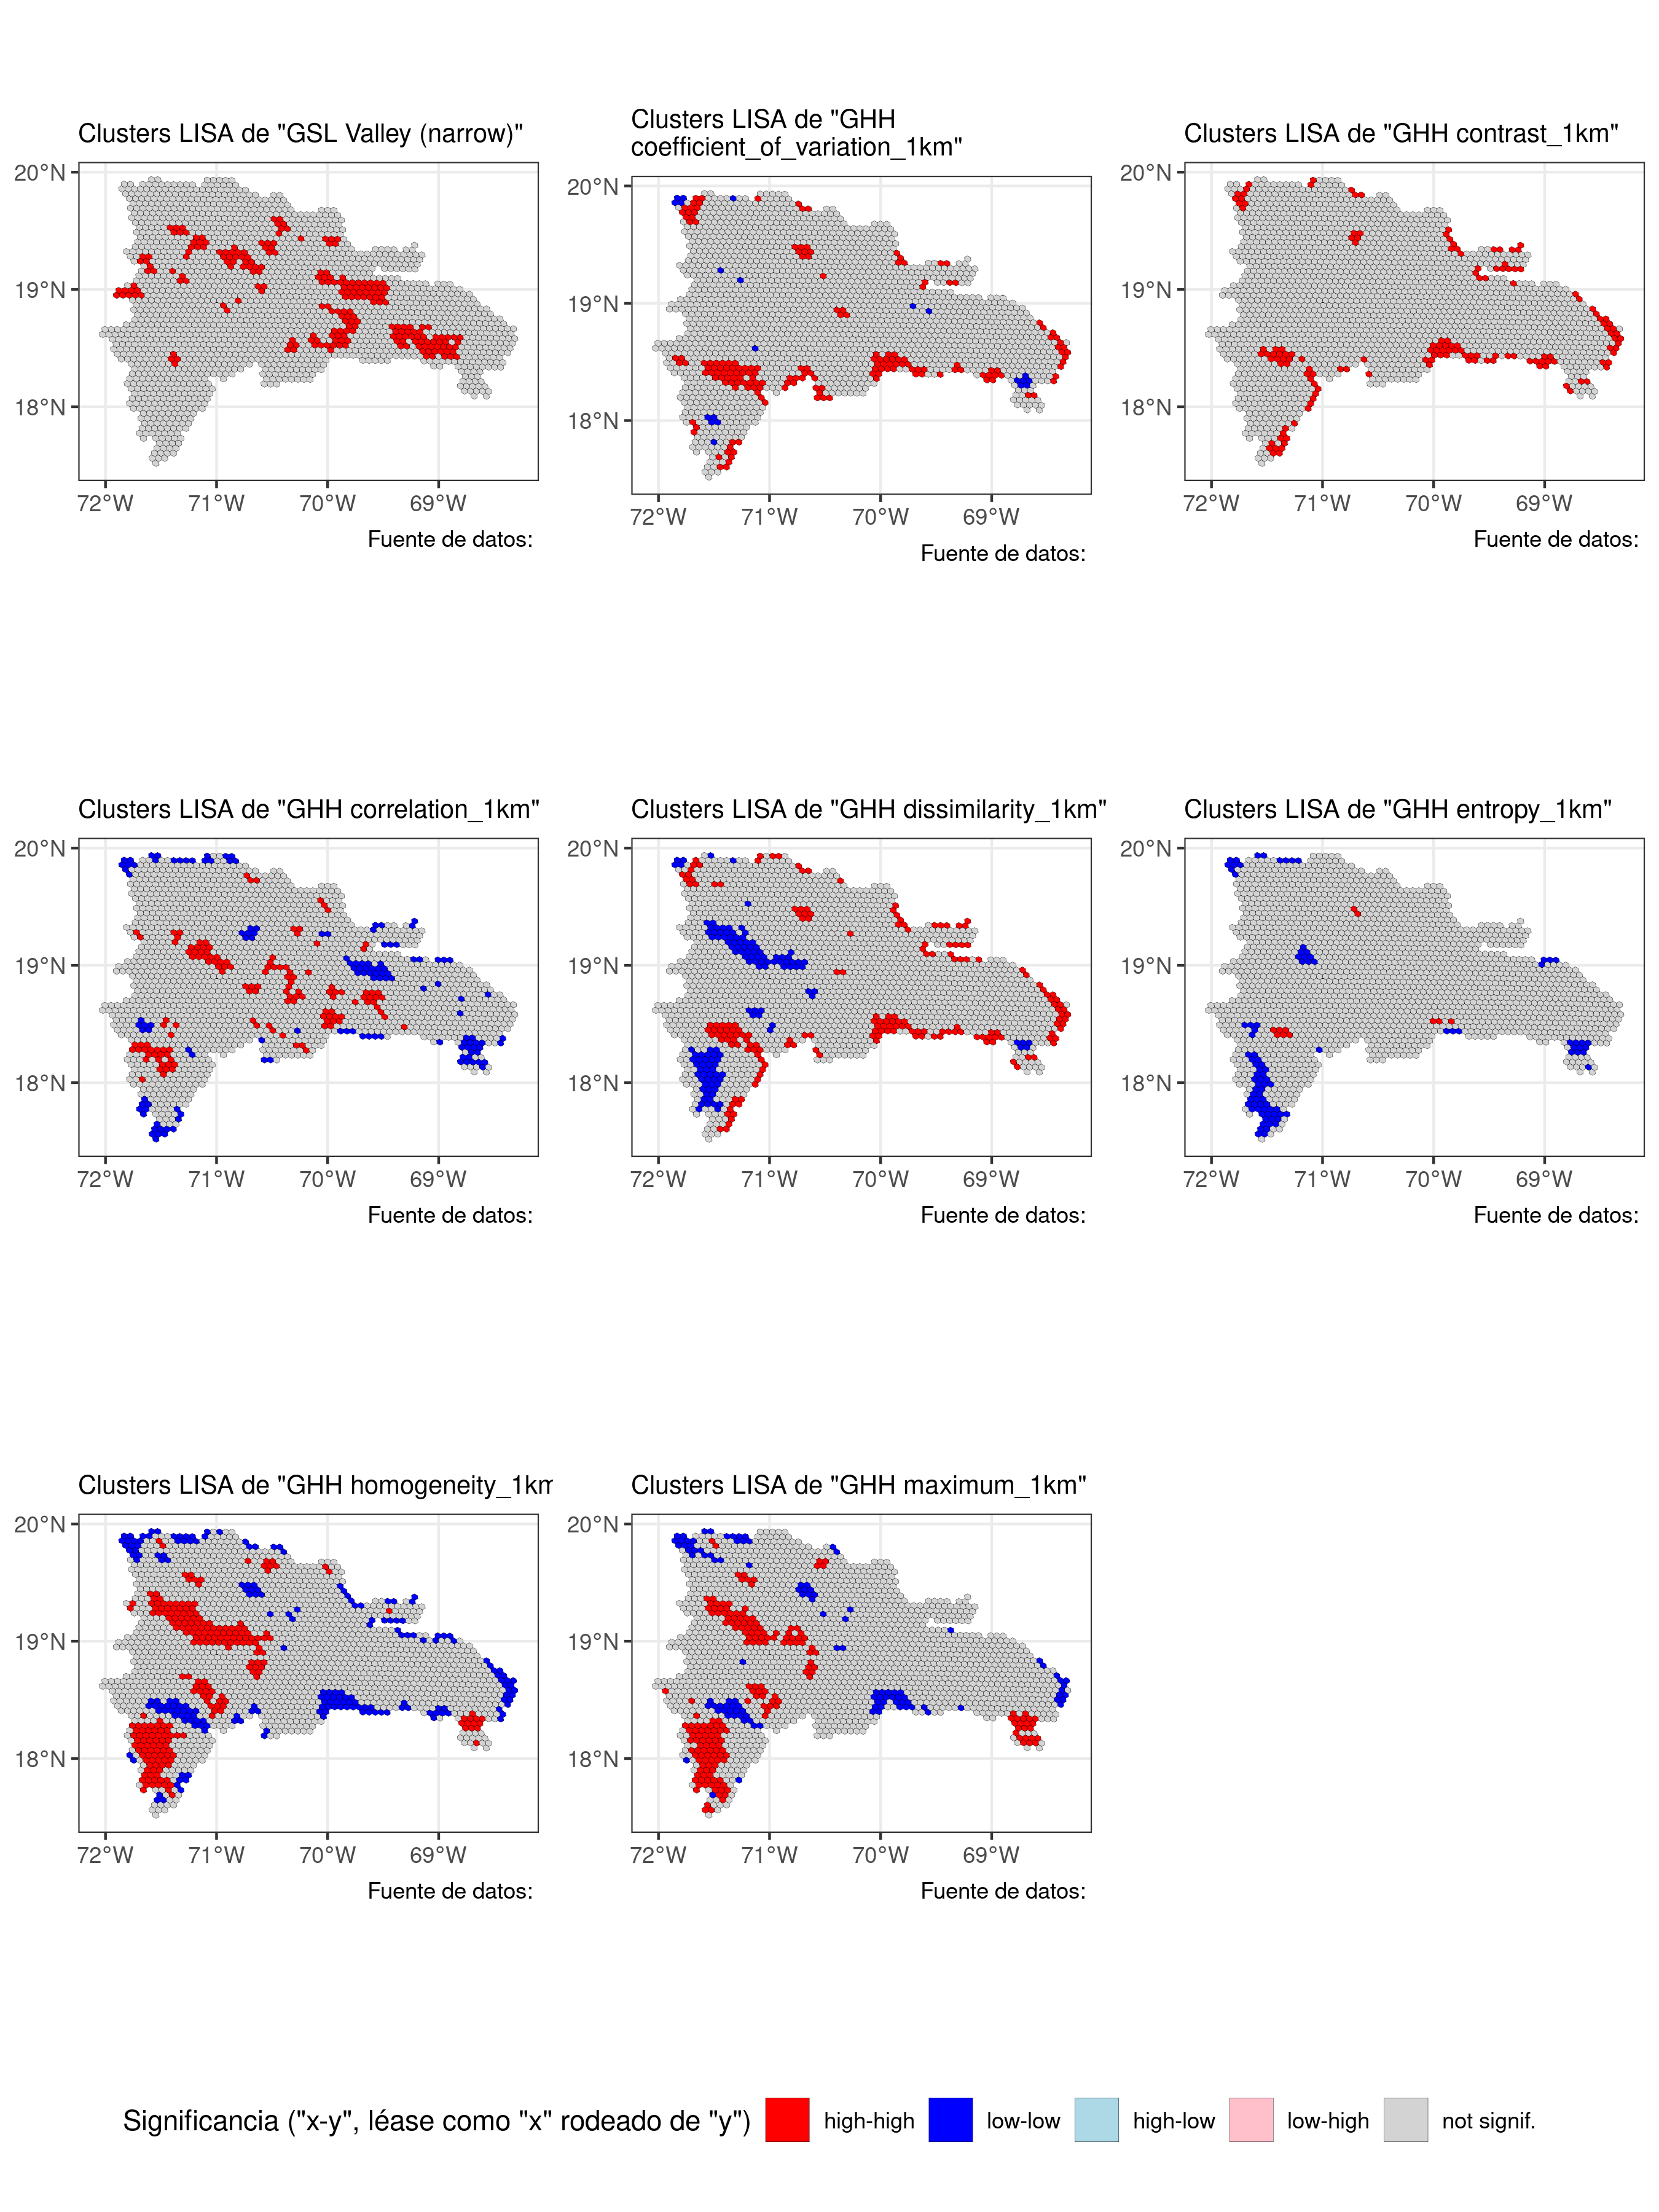 Clusters LISA de "GSL Valley (narrow)"
20°N
19°N
18°N
72°W 71°W 70°W 69°W
Fuente de datos:
Clusters LISA de "GHH
coefficient_of_variation_1km"
20°N
19°N
18°N
72°W 71°W 70°W 69°W
Fuente de datos:
Clusters LISA de "GHH contrast_1km"
20°N
19°N
18°N
72°W 71°W 70°W 69°W
Fuente de datos:
Clusters LISA de "GHH correlation_1km"
20°N
19°N
18°N
72°W 71°W 70°W 69°W
Fuente de datos:
Clusters LISA de "GHH dissimilarity_1km"
20°N
19°N
18°N
72°W 71°W 70°W 69°W
Fuente de datos:
Clusters LISA de "GHH entropy_1km"
20°N
19°N
18°N
72°W 71°W 70°W 69°W
Fuente de datos:
Clusters LISA de "GHH homogeneity_1km
20°N
19°N
18°N
72°W 71°W 70°W 69°W
Fuente de datos:
Clusters LISA de "GHH maximum_1km"
20°N
19°N
18°N
72°W 71°W 70°W 69°W
Fuente de datos:
Significancia ("x-y", léase como "x" rodeado de "y") high-high low-low high-low low-high not signif.